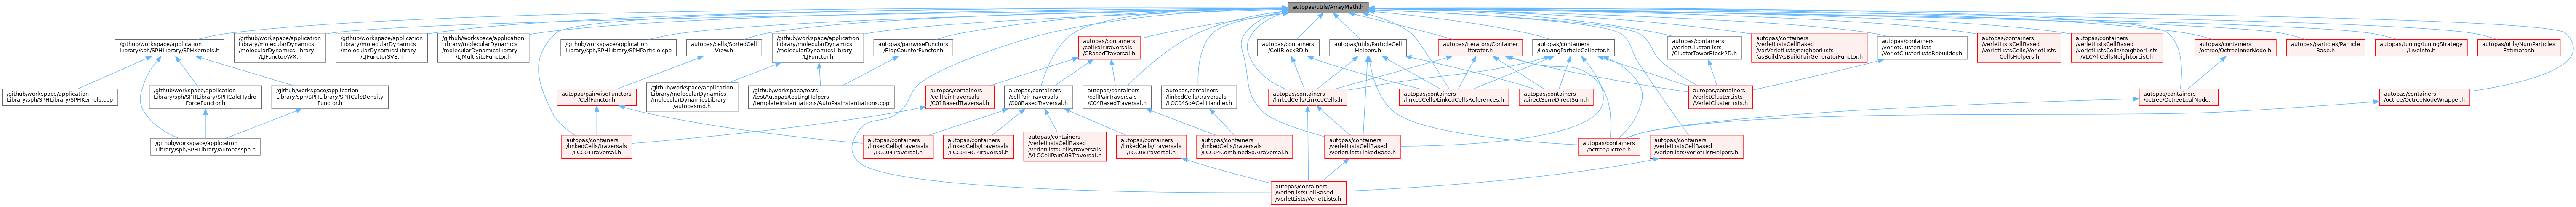 autopas/utils/ArrayMath.h
/github/workspace/application
Library/sph/SPHLibrary/SPHKernels.h
/github/workspace/application
Library/molecularDynamics
/molecularDynamicsLibrary
/LJFunctorAVX.h
/github/workspace/application
Library/molecularDynamics
/molecularDynamicsLibrary
/LJFunctorSVE.h
/github/workspace/application
Library/molecularDynamics
/molecularDynamicsLibrary
/LJMultisiteFunctor.h
/github/workspace/application
Library/sph/SPHLibrary/SPHParticle.cpp
autopas/cells/SortedCell
View.h
/github/workspace/application
Library/molecularDynamics
/molecularDynamicsLibrary
/LJFunctor.h
autopas/pairwiseFunctors
/FlopCounterFunctor.h
autopas/containers
/cellPairTraversals
/CBasedTraversal.h
autopas/containers
/CellBlock3D.h
autopas/utils/ParticleCell
Helpers.h
autopas/iterators/Container
Iterator.h
autopas/containers
/LeavingParticleCollector.h
autopas/containers
/verletClusterLists
/ClusterTowerBlock2D.h
autopas/containers
/verletListsCellBased
/varVerletLists/neighborLists
/asBuild/AsBuildPairGeneratorFunctor.h
autopas/containers
/verletClusterLists
/VerletClusterListsRebuilder.h
autopas/containers
/verletListsCellBased
/verletListsCells/VerletLists
CellsHelpers.h
autopas/containers
/verletListsCellBased
/verletListsCells/neighborLists
/VLCAllCellsNeighborList.h
autopas/containers
/octree/OctreeInnerNode.h
autopas/particles/Particle
Base.h
autopas/tuning/tuningStrategy
/LiveInfo.h
autopas/utils/NumParticles
Estimator.h
/github/workspace/application
Library/sph/SPHLibrary/SPHKernels.cpp
/github/workspace/application
Library/sph/SPHLibrary/SPHCalcHydro
ForceFunctor.h
/github/workspace/application
Library/sph/SPHLibrary/SPHCalcDensity
Functor.h
autopas/pairwiseFunctors
/CellFunctor.h
/github/workspace/application
Library/molecularDynamics
/molecularDynamicsLibrary
/autopasmd.h
/github/workspace/tests
/testAutopas/testingHelpers
/templateInstantiations/AutoPasInstantiations.cpp
autopas/containers
/cellPairTraversals
/C01BasedTraversal.h
autopas/containers
/cellPairTraversals
/C08BasedTraversal.h
autopas/containers
/cellPairTraversals
/C04BasedTraversal.h
autopas/containers
/linkedCells/traversals
/LCC04SoACellHandler.h
autopas/containers
/linkedCells/LinkedCells.h
autopas/containers
/linkedCells/LinkedCellsReferences.h
autopas/containers
/directSum/DirectSum.h
autopas/containers
/verletClusterLists
/VerletClusterLists.h
autopas/containers
/octree/OctreeLeafNode.h
autopas/containers
/octree/OctreeNodeWrapper.h
/github/workspace/application
Library/sph/SPHLibrary/autopassph.h
autopas/containers
/linkedCells/traversals
/LCC01Traversal.h
autopas/containers
/linkedCells/traversals
/LCC04Traversal.h
autopas/containers
/linkedCells/traversals
/LCC04HCPTraversal.h
autopas/containers
/verletListsCellBased
/verletListsCells/traversals
/VLCCellPairC08Traversal.h
autopas/containers
/linkedCells/traversals
/LCC08Traversal.h
autopas/containers
/linkedCells/traversals
/LCC04CombinedSoATraversal.h
autopas/containers
/verletListsCellBased
/VerletListsLinkedBase.h
autopas/containers
/octree/Octree.h
autopas/containers
/verletListsCellBased
/verletLists/VerletListHelpers.h
autopas/containers
/verletListsCellBased
/verletLists/VerletLists.h